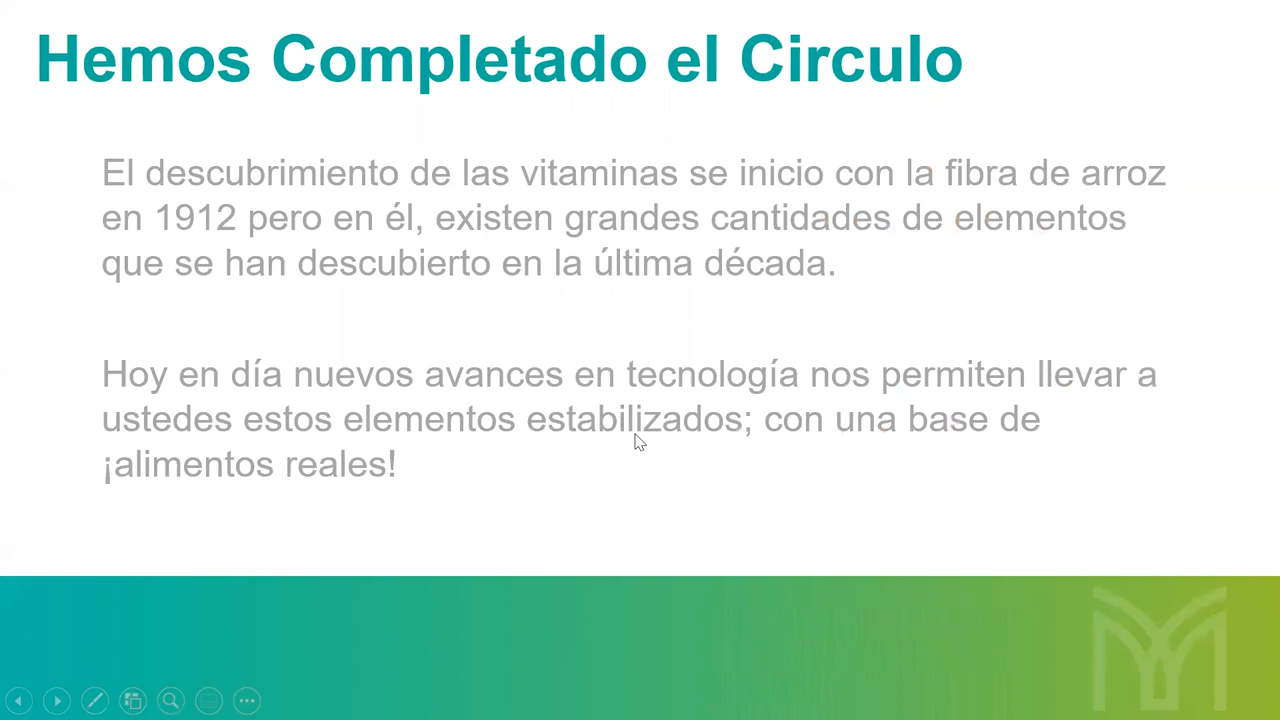 Hemos Completado el Circulo
El descubrimiento de las vitaminas se inicio con la fibra de arroz
en 1912 pero en él, existen grandes cantidades de elementos
que se han descubierto en la última década.
Hoy en día nuevos avances en tecnología nos permiten llevar a
ustedes estos elementos estabilizados; con una base de
¡alimentos reales!